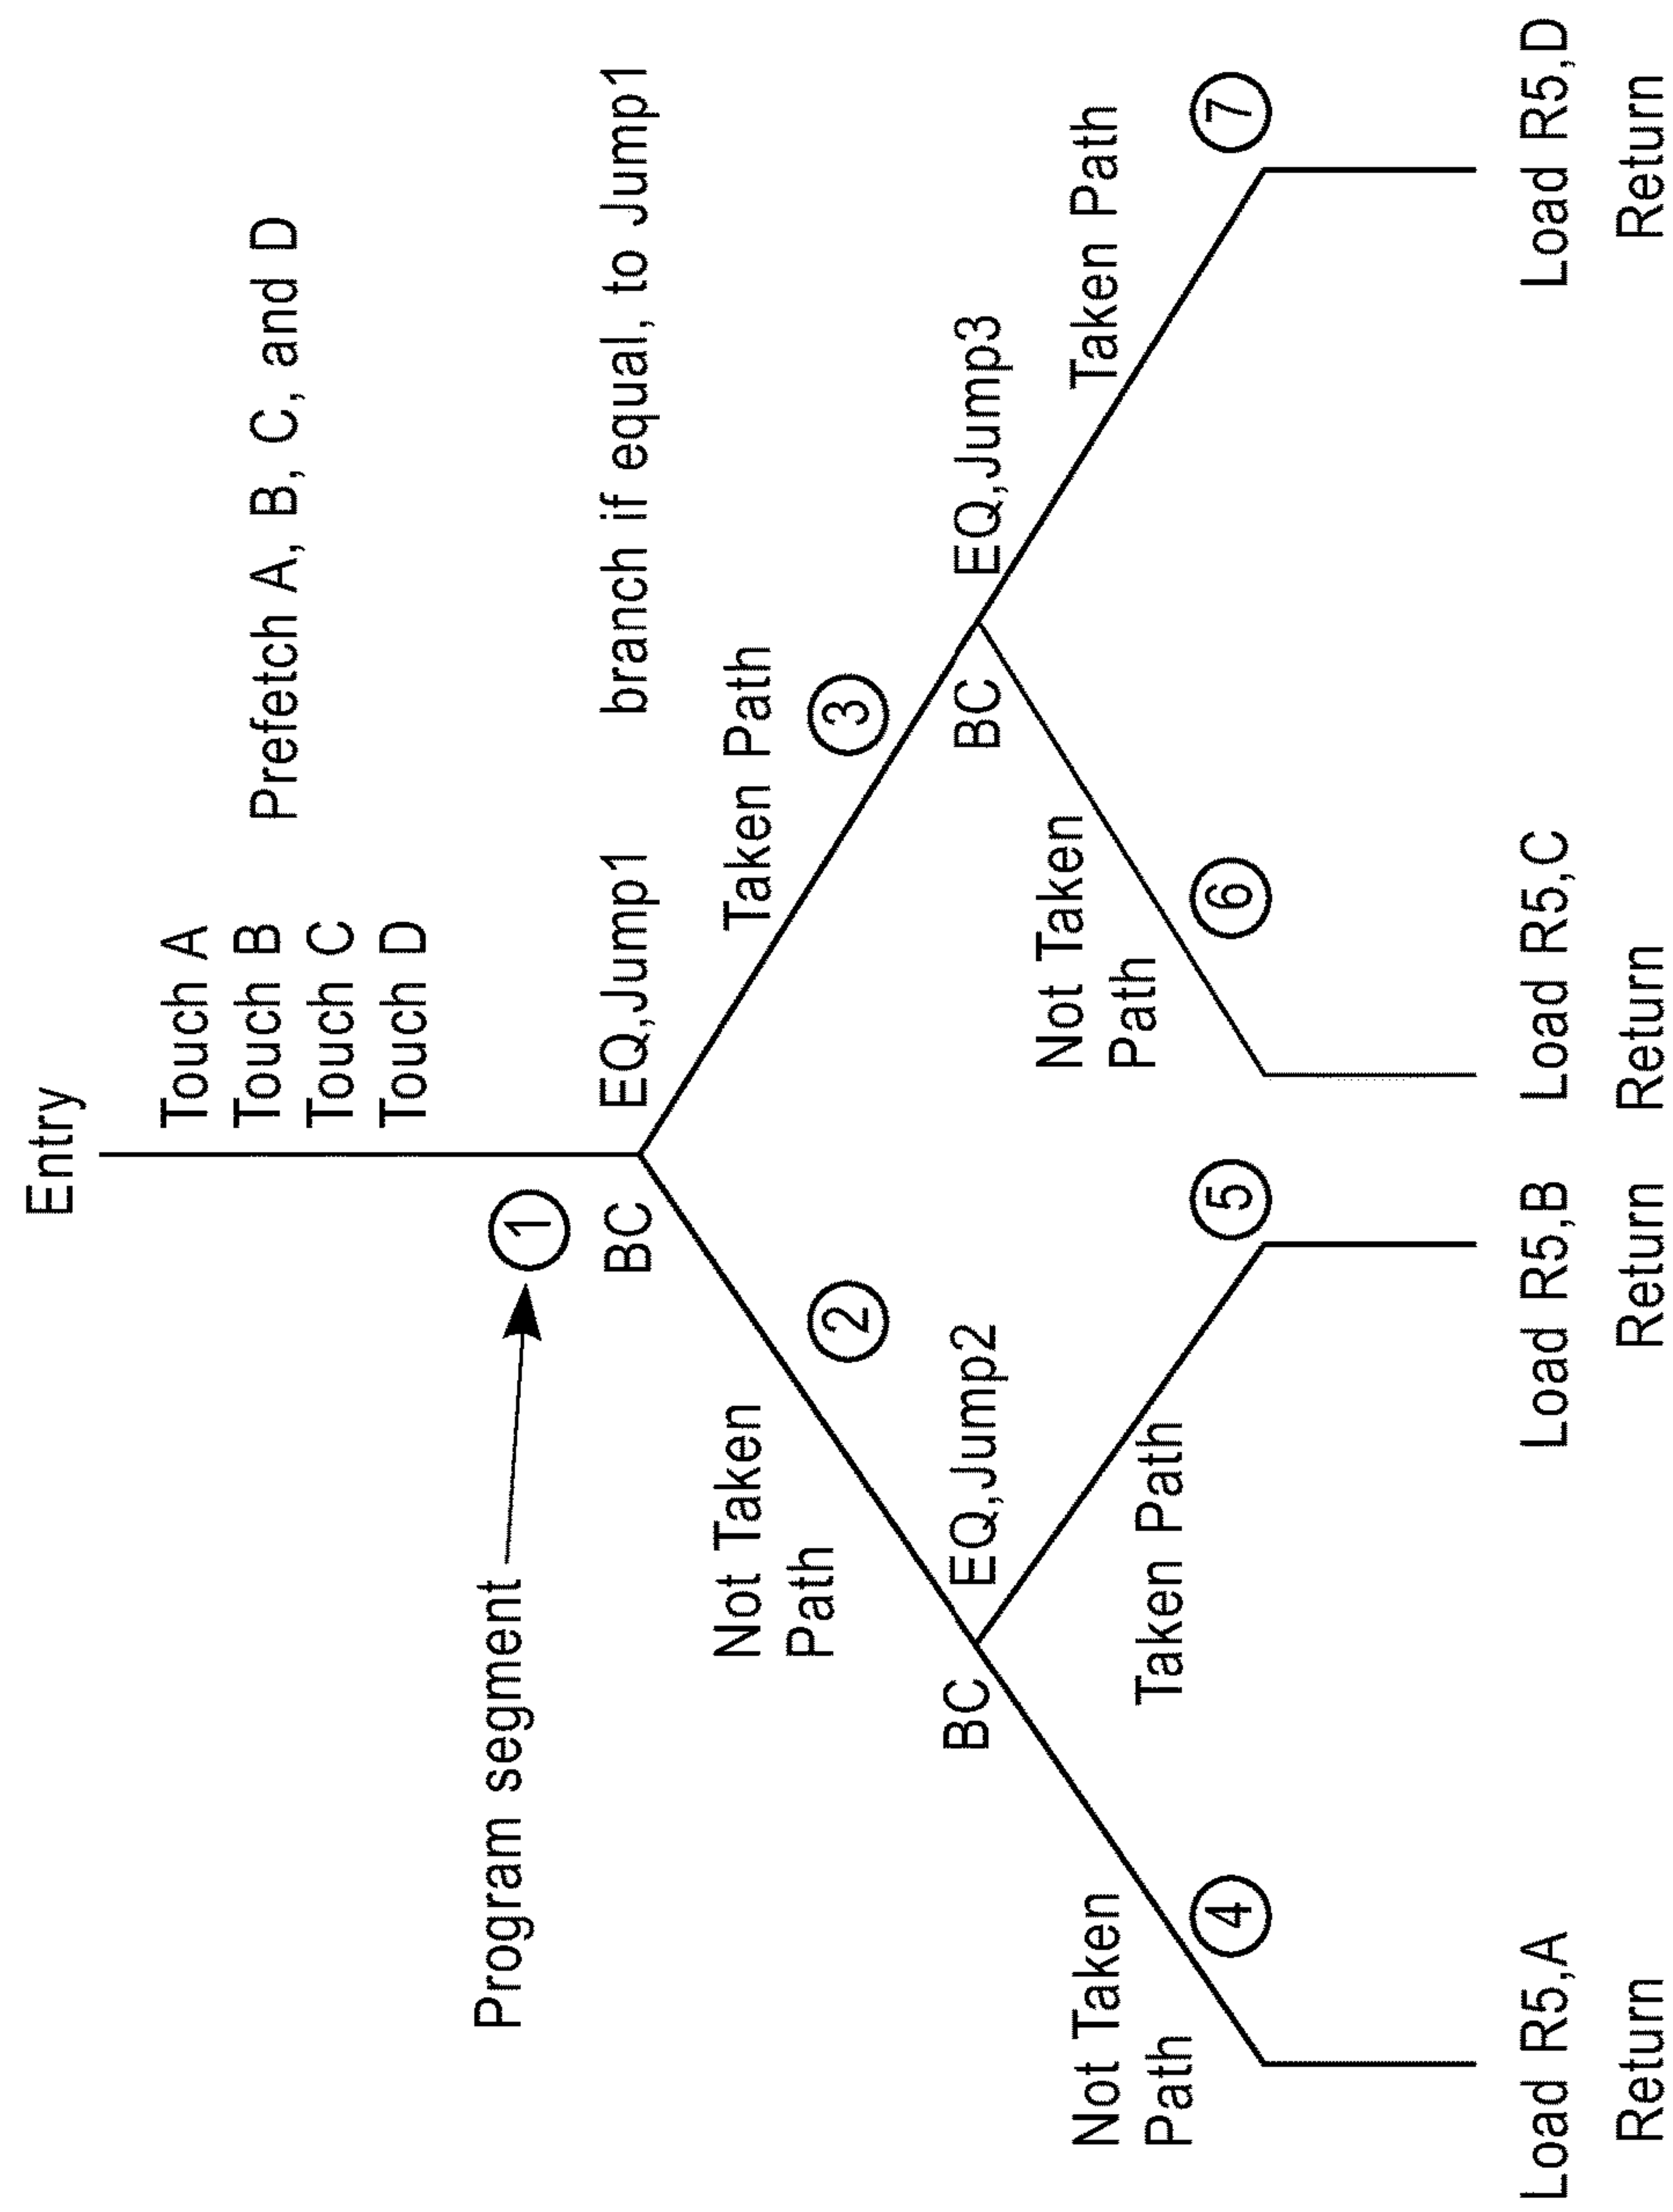 Entry
Touch A
Touch B
Prefetch A, B, C, and D
Touch C
Touch D
Program segment
1
BC
EQ,Jump1
branch if equal, to Jump1
Not Taken
Path
Taken Path
2
3
BC
EQ,Jump2
BC
EQ,Jump3
Not Taken
Path
Taken Path
Not Taken
Path
Taken Path
4
5
6
7
Load R5,A
Load R5,B
Load R5,C
Load R5,D
Return
Return
Return
Return